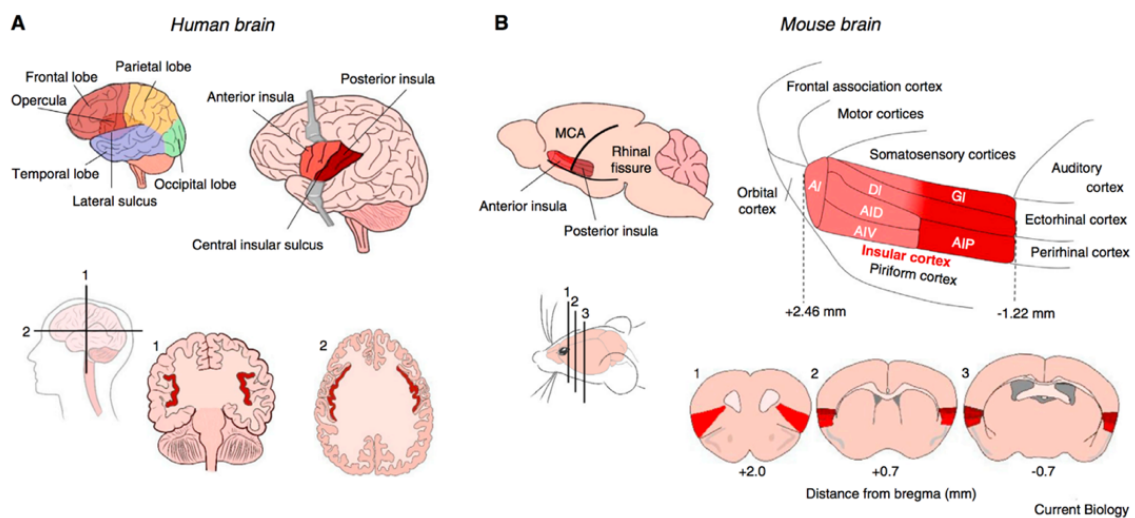 A
Human brain
Parietal lobe
Frontal lobe
Opcercula
Temporal lobe
Lateral sulcus
Occipital lobe
Posterior insula
Anterior insula
Central insular sulcus
1
2
1
2
B
Mouse brain
MCA
Rhinal
fissure
Anterior insula
Posterior insula
Frontal association cortex
Motor cortices
Somatosensory cortices
Auditory
cortex
Orbital
cortex
AI
DI
GI
AID
AIV
AIP
Ectorhinal cortex
Perirhinal cortex
Insular cortex
Piriform cortex
+2.46 mm
-1.22 mm
1
2
3
1
2
3
+2.0
+0.7
-0.7
Distance from bregma (mm)
Current Biology